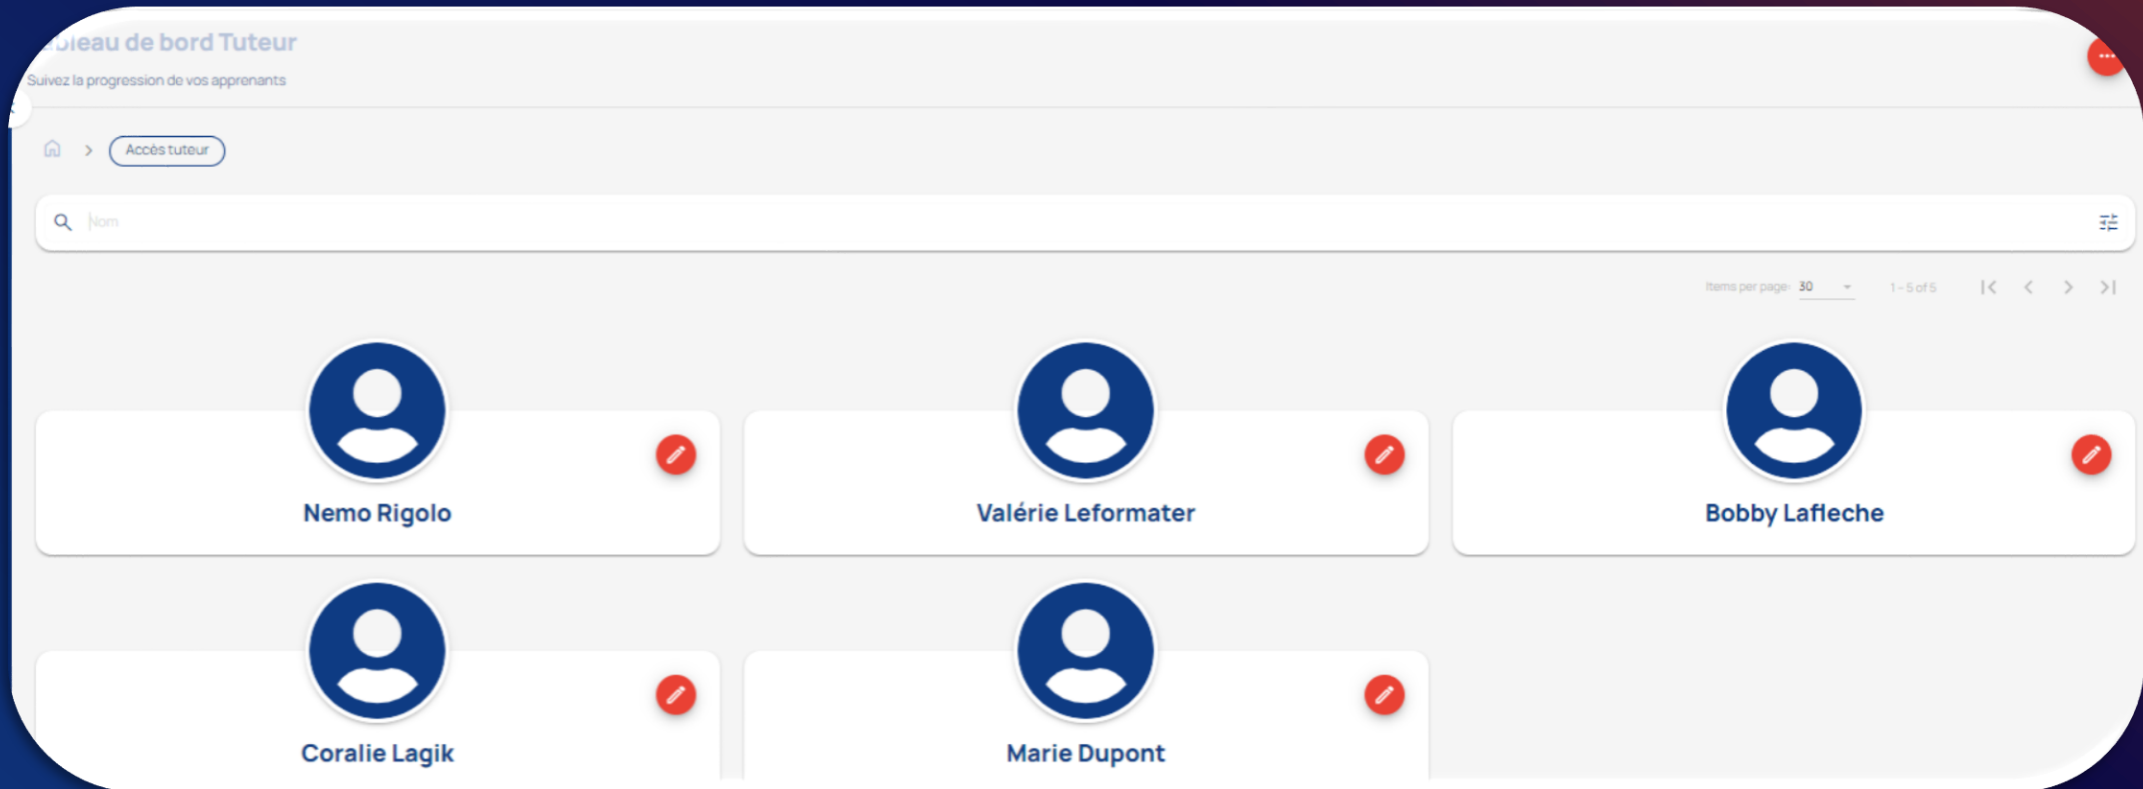 Tableau de bord Tuteur
Suivez la progression de vos apprenants
Accès tuteur
Nom
Items per page: 30 1 – 5 of 5
Nemo Rigolo Valérie Leformater Bobby Lafleche
Coralie Lagik Marie Dupont